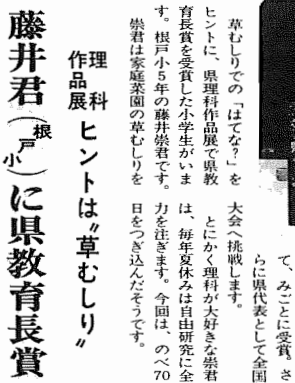 藤井君(根戸小)に県教育長賞
理科作品展
ヒントは“草むしり”
草むしりでの「はてな?」を
ヒントに、県理科作品展で県教
育長賞を受賞した小学生がいま
す。根戸小5年の藤井崇君です。
崇君は家庭菜園の草むしりを
て、みごとに受賞。さ
らに県代表として全国
大会へ挑戦します。
とにかく理科が大好きな崇君
は、毎年夏休みは自由研究に全
力を注ぎます。今回は、のべ70
日をつぎ込んだそうです。